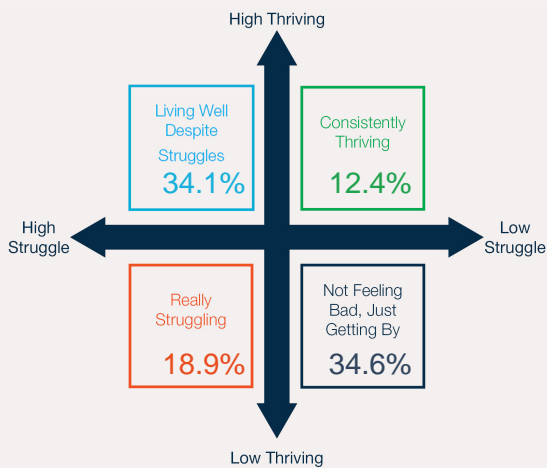 High Thriving
Living Well
Despite
Struggles
34.1%
Consistently
Thriving
12.4%
High
Struggle
Low
Struggle
Really
Struggling
18.9%
Not Feeling
Bad, Just
Getting By
34.6%
Low Thriving